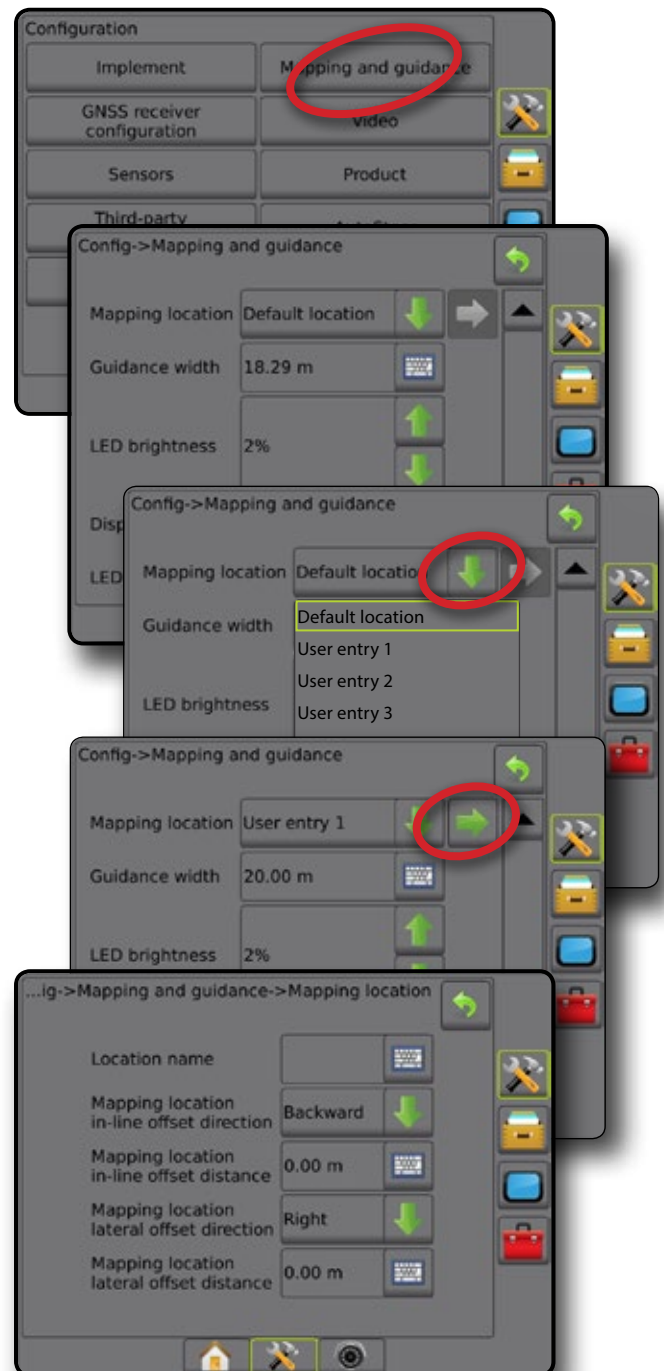 Configuration
Implement
Mapping and guidance
GNSS receiver
configuration
Video
Sensors
Product
Third-party
Config->Mapping and guidance
Mapping location
Default location
Guidance width
18.29 m
LED brightness
2%
Disp
LED
Config->Mapping and guidance
Mapping location
Default location
Guidance width
Default location
User entry 1
User entry 2
User entry 3
LED brightness
Config->Mapping and guidance
Mapping location
User entry 1
Guidance width
20.00 m
LED brightness
2%
...ig->Mapping and guidance->Mapping location
Location name
Mapping location
in-line offset direction
Backward
Mapping location
in-line offset distance
0.00 m
Mapping location
lateral offset direction
Right
Mapping location
lateral offset distance
0.00 m